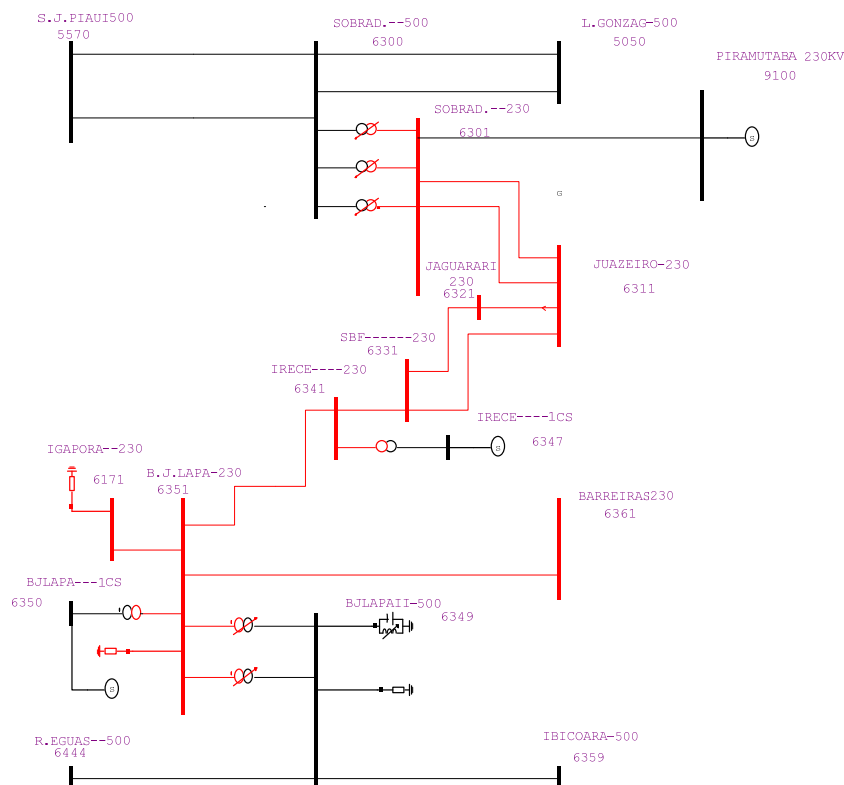 S.J.PIAUI500
5570
SOBRAD.--500
6300
L.GONZAG-500
5050
PIRAMUTABA 230KV
9100
S
SOBRAD.--230
6301
G
JAGUARARI
230
6321
JUAZEIRO-230
6311
SBF------230
6331
IRECE----230
6341
IRECE----1CS
6347
S
IGAPORA--230
6171
B.J.LAPA-230
6351
BARREIRAS230
6361
BJLAPA---1CS
6350
BJLAPAII-500
6349
S
R.EGUAS--500
6444
IBICOARA-500
6359